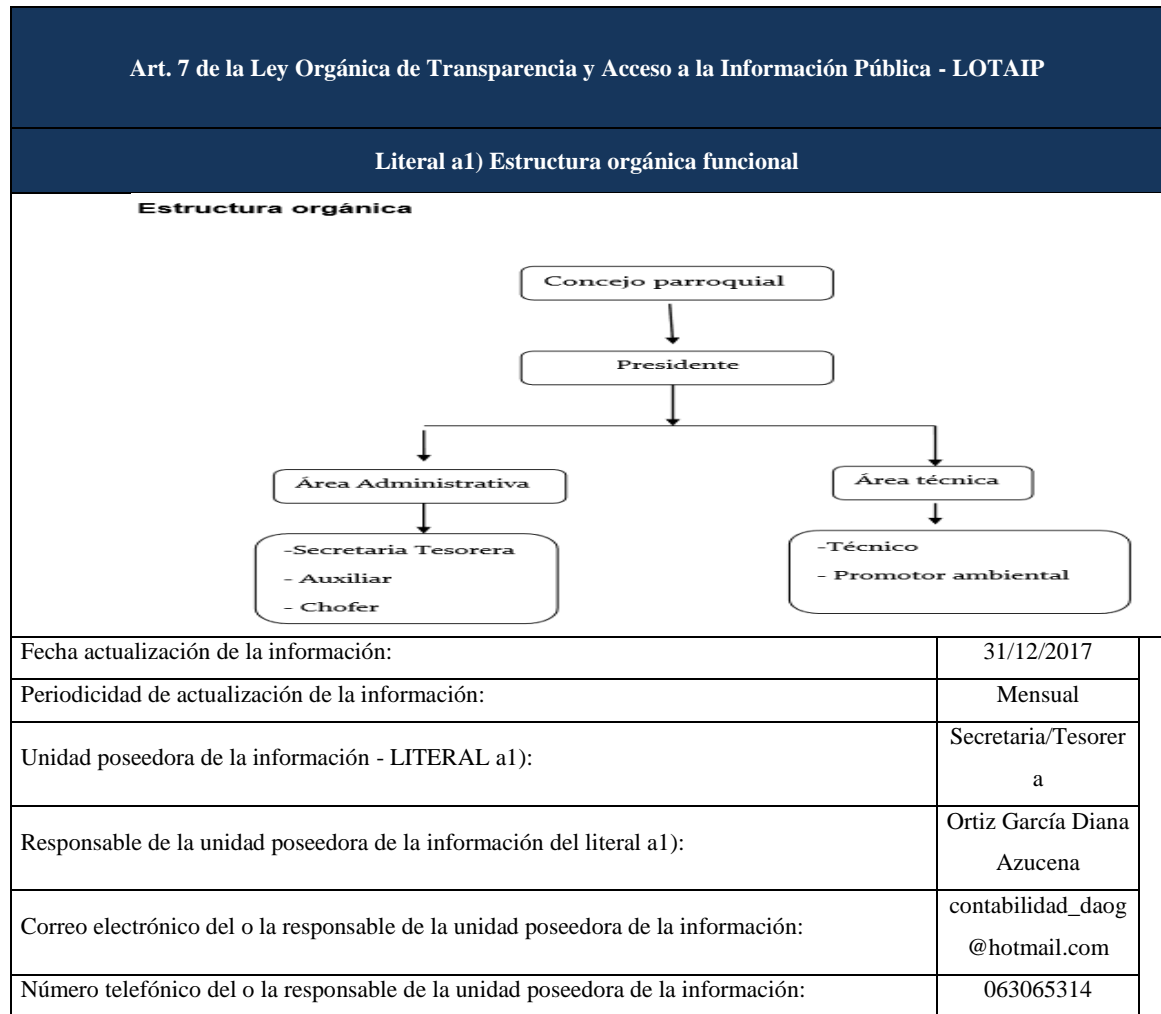 Art. 7 de la Ley Orgánica de Transparencia y Acceso a la Información Pública - LOTAIP
Literal a1) Estructura orgánica funcional
Estructura orgánica
Concejo parroquial
Presidente
Área Administrativa
Área técnica
-Secretaria Tesorera
- Auxiliar
- Chofer
-Técnico
- Promotor ambiental
Fecha actualización de la información:
31/12/2017
Periodicidad de actualización de la información:
Mensual
Unidad poseedora de la información - LITERAL a1):
Secretaria/Tesorer
a
Responsable de la unidad poseedora de la información del literal a1):
Ortiz García Diana
Azucena
Correo electrónico del o la responsable de la unidad poseedora de la información:
contabilidad_daog
@hotmail.com
Número telefónico del o la responsable de la unidad poseedora de la información:
063065314